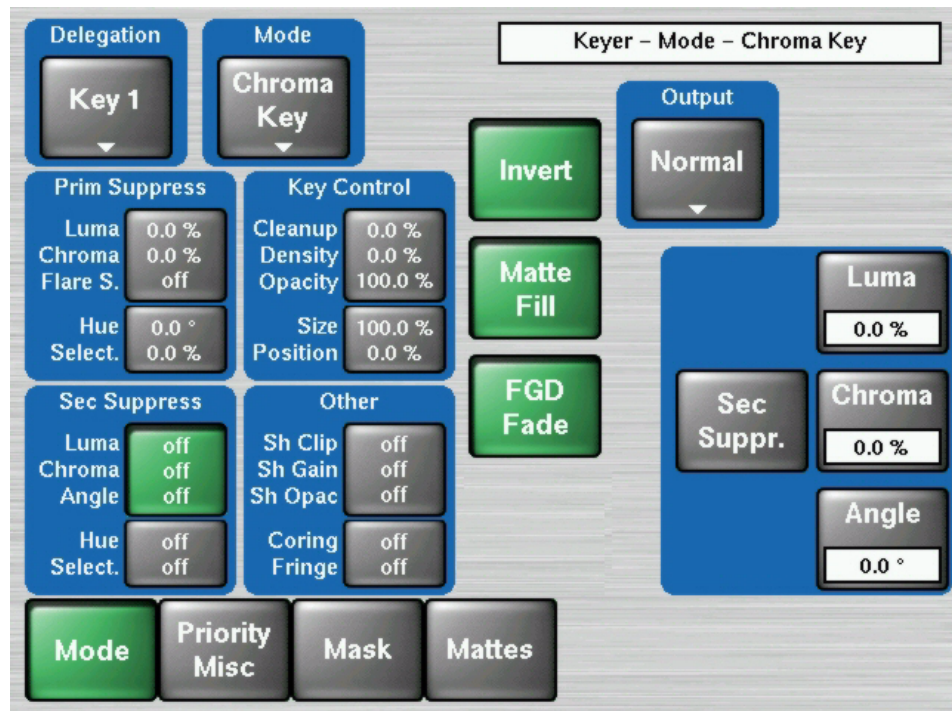 Delegation
Key 1
Mode
Chroma
Key
Keyer – Mode – Chroma Key
Output
Normal
Invert
Matte
Fill
FGD
Fade
Prim Suppress
Luma 0.0 %
Chroma 0.0 %
Flare S. off
Hue 0.0 °
Select. 0.0 %
Key Control
Cleanup 0.0 %
Density 0.0 %
Opacity 100.0 %
Size 100.0 %
Position 0.0 %
Sec Suppress
Luma off
Chroma off
Angle off
Hue off
Select. off
Other
Sh Clip off
Sh Gain off
Sh Opac off
Coring off
Fringe off
Sec
Suppr.
Luma
0.0 %
Chroma
0.0 %
Angle
0.0 °
Mode
Priority
Misc
Mask
Mattes